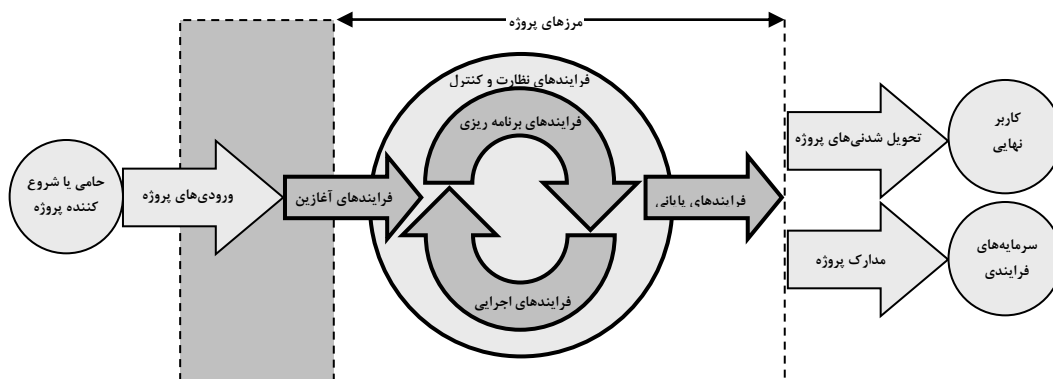 مرزهای پروژه
فرایندهای نظارت و کنترل
فرایندهای برنامه ریزی
حامی یا شروع
کننده پروژه
ورودی‌های پروژه
فرایندهای آغازین
فرایندهای پایانی
فرایندهای اجرایی
تحویل شدنی‌های پروژه
کاربر
نهایی
مدارک پروژه
سرمایه‌های
فرایندی